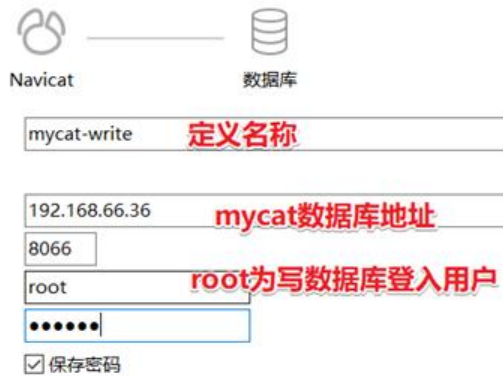 Navicat 数据库
mycat-write 定义名称
192.168.66.36 mycat数据库地址
8066
root root为写数据库登入用户
●●●●●●
保存密码